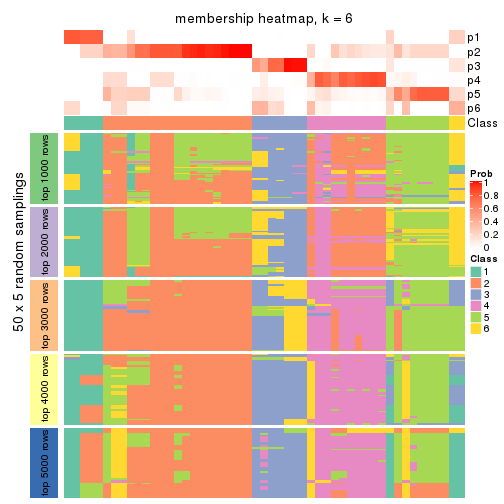 membership heatmap, k = 6
p1
p2
p3
p4
p5
p6
Class
50 x 5 random samplings
top 1000 rows
top 2000 rows
top 3000 rows
top 4000 rows
top 5000 rows
Prob
1
0.8
0.6
0.4
0.2
0
Class
1
2
3
4
5
6